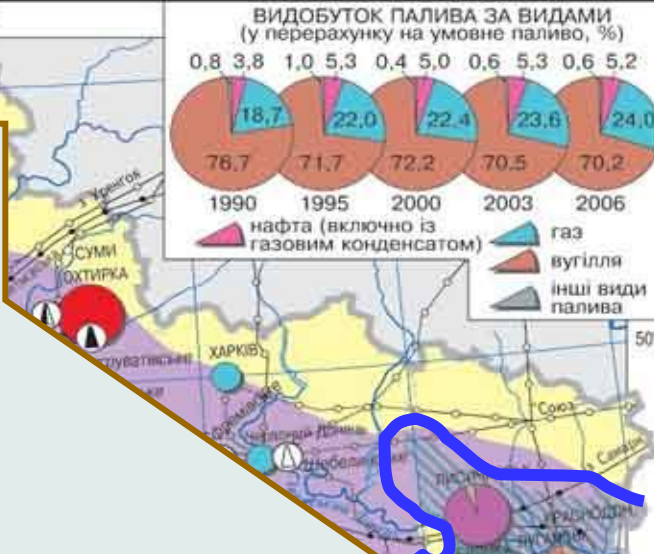 ВИДОБУТОК ПАЛИВА ЗА ВИДАМИ
(у перерахунку на умовне паливо, %)
0,8 3,8 1,0 5,3 0,4 5,0 0,6 5,3 0,6 5,2
18,7 22,0 22,4 23,6 24,0
76,7 71,7 72,2 70,5 70,2
1990 1995 2000 2003 2006
нафта (включно із
газовим конденсатом)
газ
вугілля
інші види
палива
з Уренгоя
СУМИ
ОХТИРКА
50°
ХАРКІВ
"Союз"
КРАСНОДОН
ЛУГАНСЬК